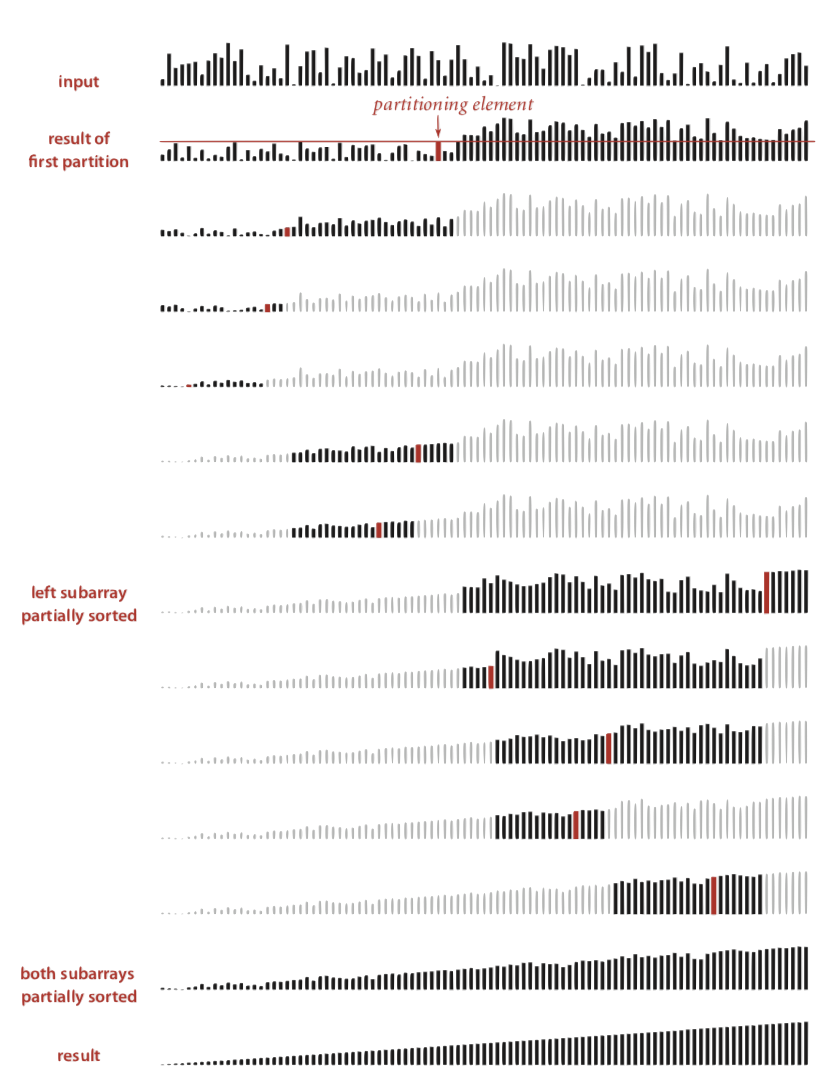 input
partitioning element
result of
first partition
left subarray
partially sorted
both subarrays
partially sorted
result